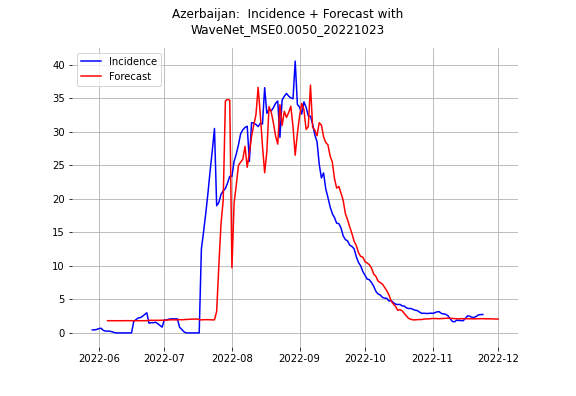 Azerbaijan:  Incidence + Forecast with
WaveNet_MSE0.0050_20221023
Incidence
Forecast
40
35
30
25
20
15
10
5
0
2022-06 2022-07 2022-08 2022-09 2022-10 2022-11 2022-12